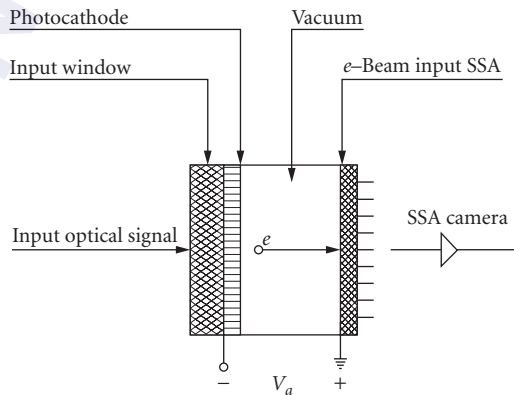 Photocathode
Vacuum
Input window
e–Beam input SSA
SSA camera
Input optical signal
e
– Va +